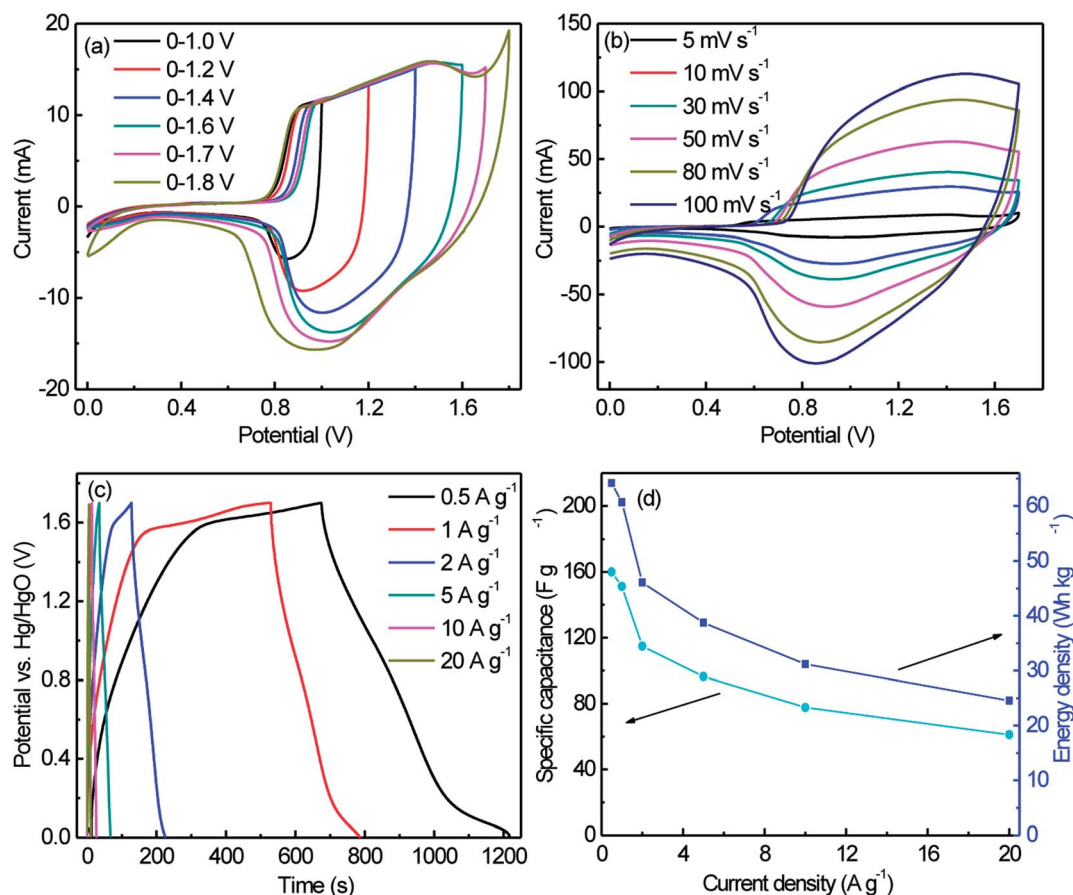 (a)
0-1.0 V
0-1.2 V
0-1.4 V
0-1.6 V
0-1.7 V
0-1.8 V
20
10
0
-10
-20
Current (mA)
0.0 0.4 0.8 1.2 1.6
Potential (V)
(b)
5 mV s⁻¹
10 mV s⁻¹
30 mV s⁻¹
50 mV s⁻¹
80 mV s⁻¹
100 mV s⁻¹
150
100
50
0
-50
-100
Current (mA)
0.0 0.4 0.8 1.2 1.6
Potential (V)
(c)
0.5 A g⁻¹
1 A g⁻¹
2 A g⁻¹
5 A g⁻¹
10 A g⁻¹
20 A g⁻¹
1.6
1.2
0.8
0.4
0.0
Potential vs. Hg/HgO (V)
0 200 400 600 800 1000 1200
Time (s)
(d)
200
160
120
80
40
0
Specific capacitance (F g⁻¹
60
50
40
30
20
10
0
Energy density (Wh kg⁻¹
0 4 8 12 16 20
Current density (A g⁻¹)